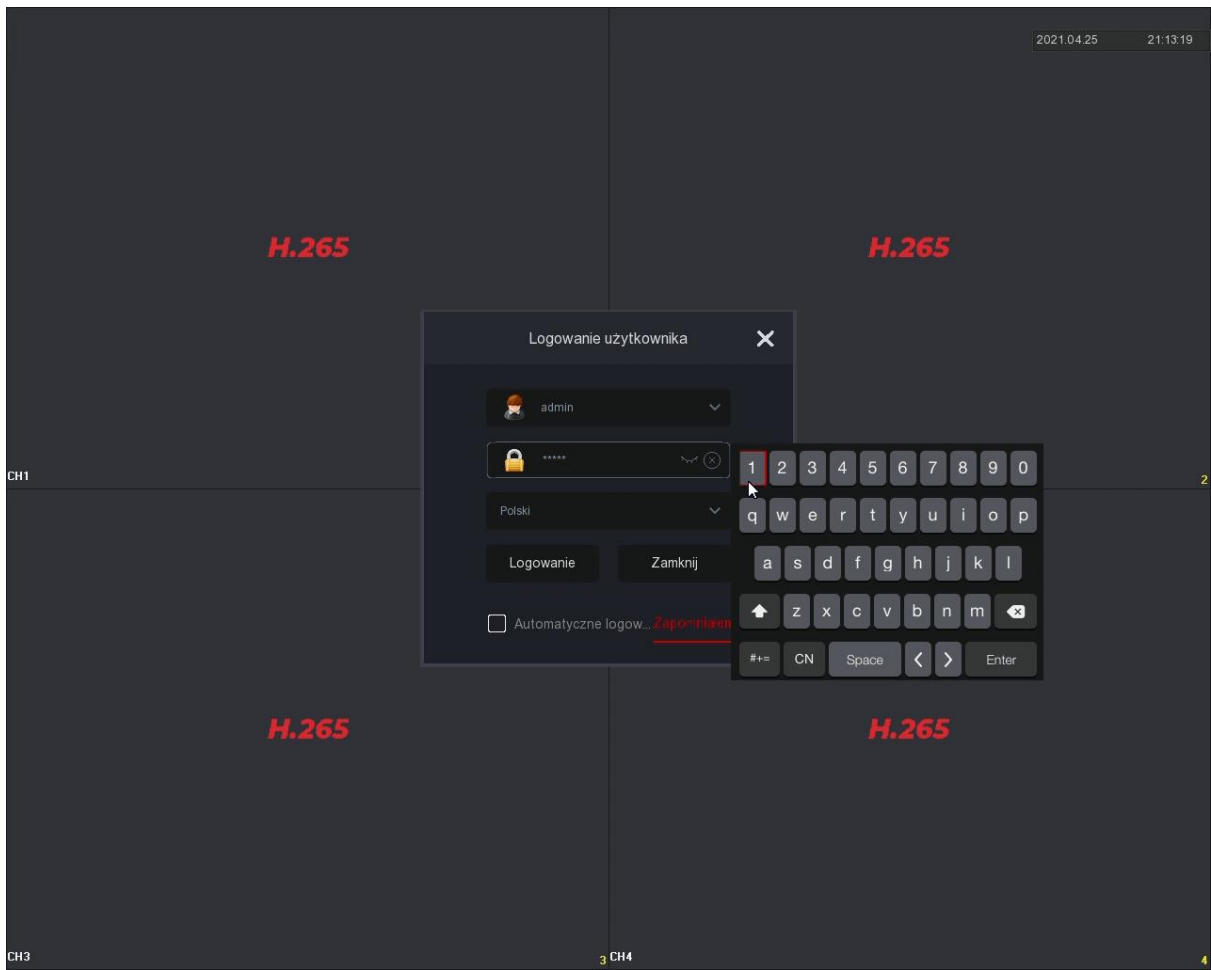 2021.04.25 21:13:19
H.265 H.265
Logowanie użytkownika
admin
*****
CH1 2
Polski
Logowanie Zamknij
Automatyczne logow... Zapomniałem
1 2 3 4 5 6 7 8 9 0
q w e r t y u i o p
a s d f g h j k l
z x c v b n m
#+= CN Space < > Enter
H.265 H.265
CH3 3 CH4 4